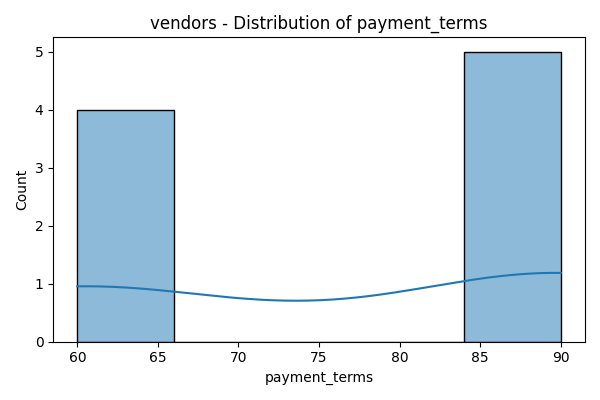 vendors - Distribution of payment_terms
Count
5
4
3
2
1
0
60 65 70 75 80 85 90
payment_terms